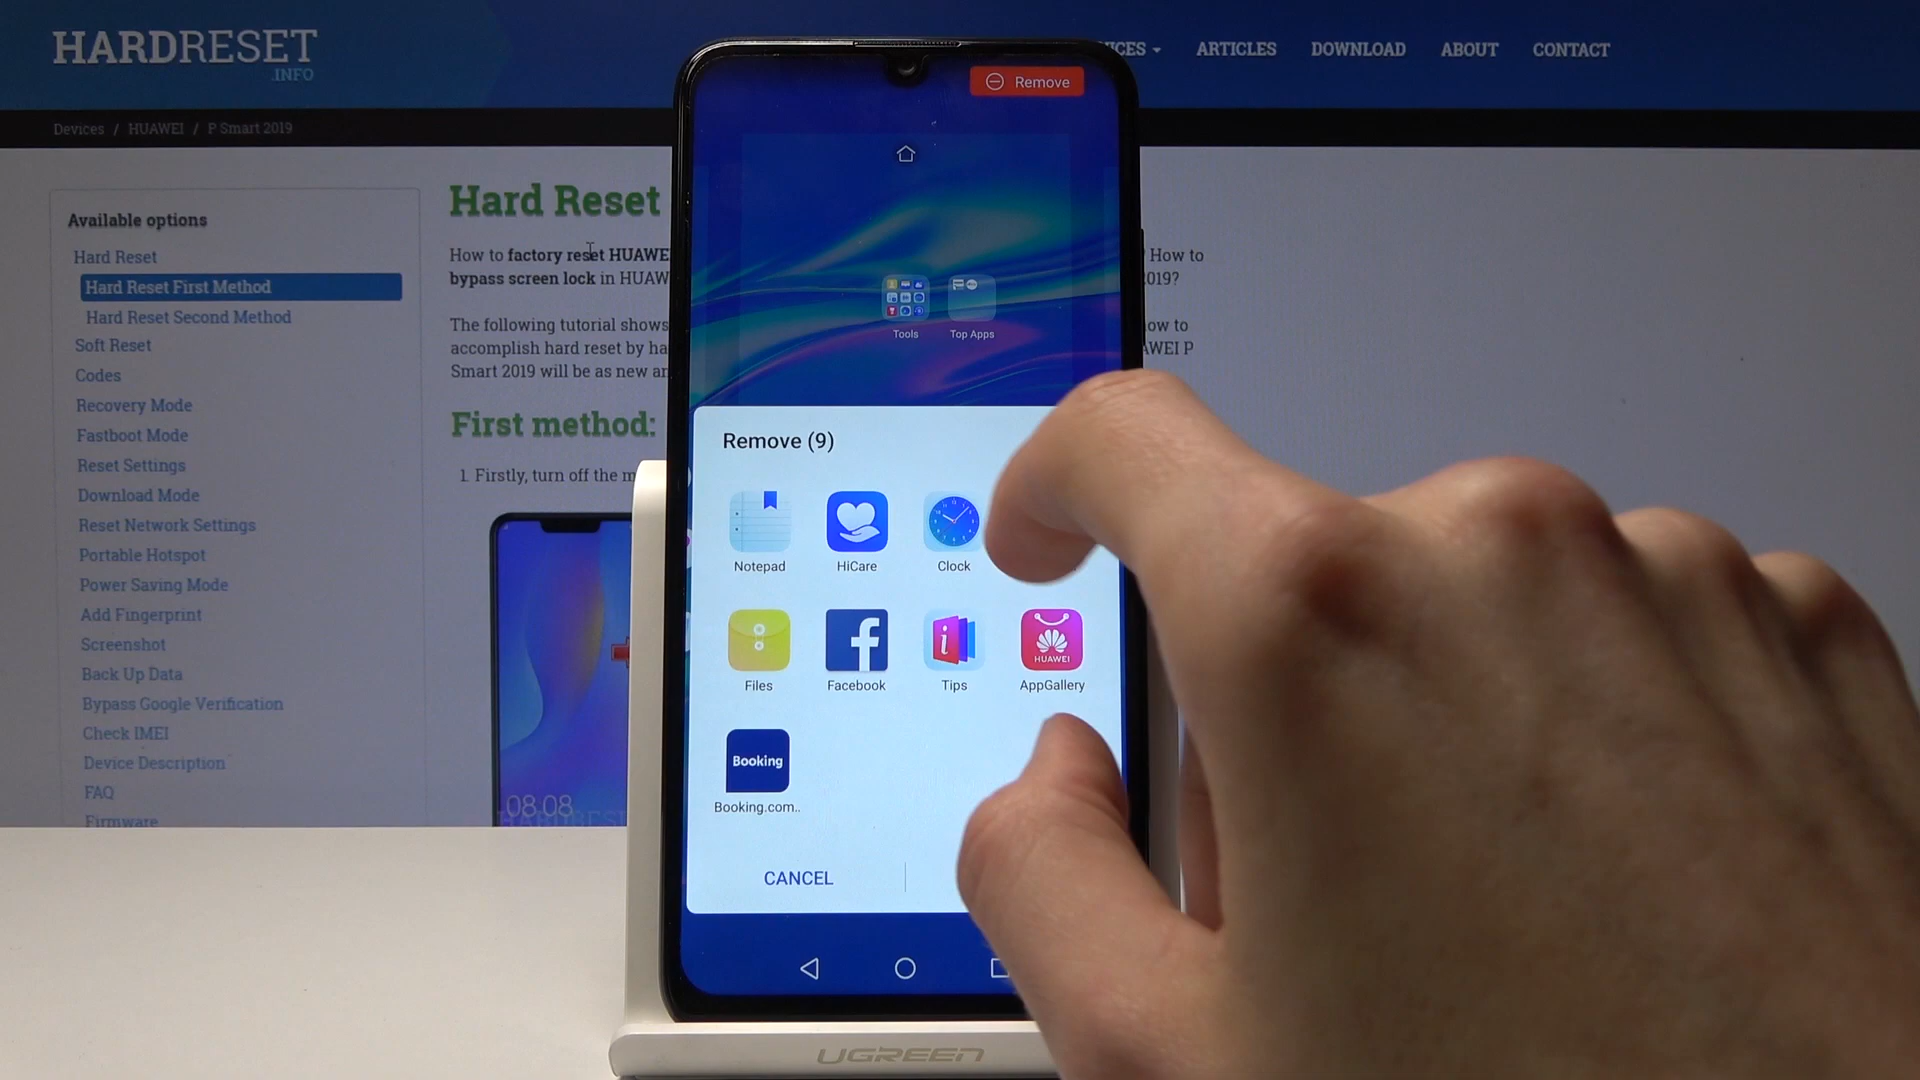 HARDRESET
.INFO
ICES
ARTICLES
DOWNLOAD
ABOUT
CONTACT
Devices / HUAWEI / P Smart 2019
Available options
Hard Reset
Hard Reset First Method
Hard Reset Second Method
Soft Reset
Codes
Recovery Mode
Fastboot Mode
Reset Settings
Download Mode
Reset Network Settings
Portable Hotspot
Power Saving Mode
Add Fingerprint
Screenshot
Back Up Data
Bypass Google Verification
Check IMEI
Device Description
FAQ
Firmware
Hard Reset
How to factory reset HUAWE
? How to
bypass screen lock in HUAW
2019?
The following tutorial shows
how to
accomplish hard reset by ha
AWEI P
Smart 2019 will be as new an
First method:
1. Firstly, turn off the m
08:08
HARDRESE
Remove
Tools
Top Apps
Remove (9)
Notepad
HiCare
Clock
Files
Facebook
Tips
HUAWEI
AppGallery
Booking
Booking.com..
CANCEL
UGREEN